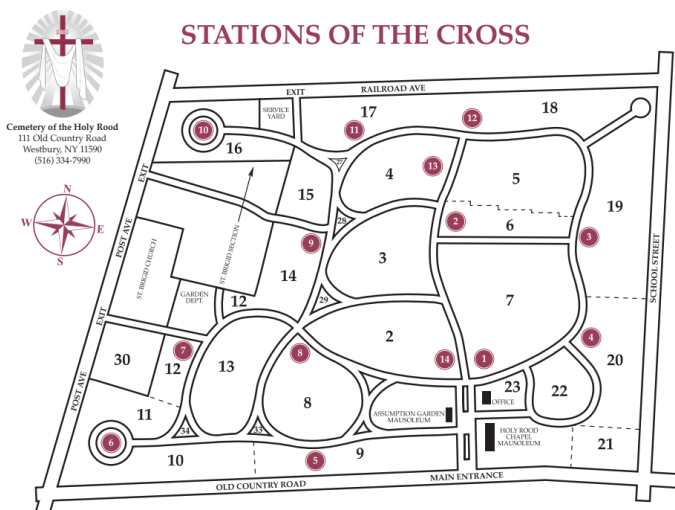 STATIONS OF THE CROSS
Cemetery of the Holy Rood
111 Old Country Road
Westbury, NY 11590
(516) 334-7990
N
W
E
S
EXIT
RAILROAD AVE
SERVICE
YARD
17
18
10
11
12
16
13
4
5
15
19
EXIT
28
2
6
POST AVE
9
3
ST. BRIGID CHURCH
ST. BRIGID SECTION
3
14
SCHOOL STREET
GARDEN
DEPT.
12
29
7
EXIT
2
4
7
8
14
1
20
30
12
13
23
22
OFFICE
POST AVE
11
8
ASSUMPTION GARDEN
MAUSOLEUM
HOLY ROOD
CHAPEL
MAUSOLEUM
34
33
6
21
10
5
9
OLD COUNTRY ROAD
MAIN ENTRANCE